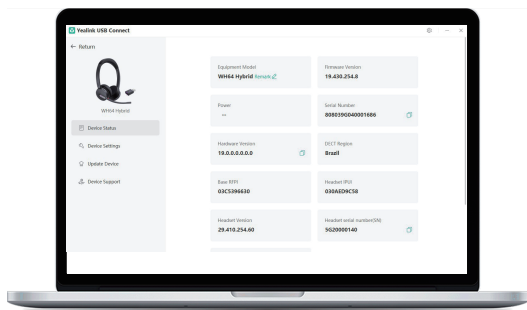 Yealink USB Connect
← Return
WH64 Hybrid
Device Status
Device Settings
Update Device
Device Support
Equipment Model
WH64 Hybrid Remark
Firmware Version
19.430.254.8
Power
--
Serial Number
808039G040001686
Hardware Version
19.0.0.0.0.0.0
DECT Region
Brazil
Base RFPI
03C5396630
Headset IPUI
030AED9C58
Headset Version
29.410.254.60
Headset serial number(SN)
5G20000140